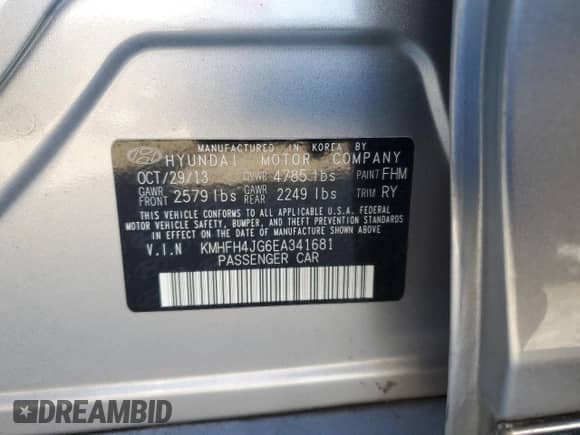 MANUFACTURED IN KOREA BY
HYUNDAI MOTOR COMPANY
OCT/29/13 GVWR 4785 lbs PAINT FHM
GAWR FRONT 2579 lbs GAWR REAR 2249 lbs TRIM RY
THIS VEHICLE CONFORMS TO ALL APPLICABLE U.S.A. FEDERAL
MOTOR VEHICLE SAFETY, BUMPER, AND THEFT PREVENTION STANDARDS
IN EFFECT ON THE DATE OF MANUFACTURE SHOWN ABOVE.
V.I.N KMHFH4JG6EA341681
PASSENGER CAR
DREAMBID